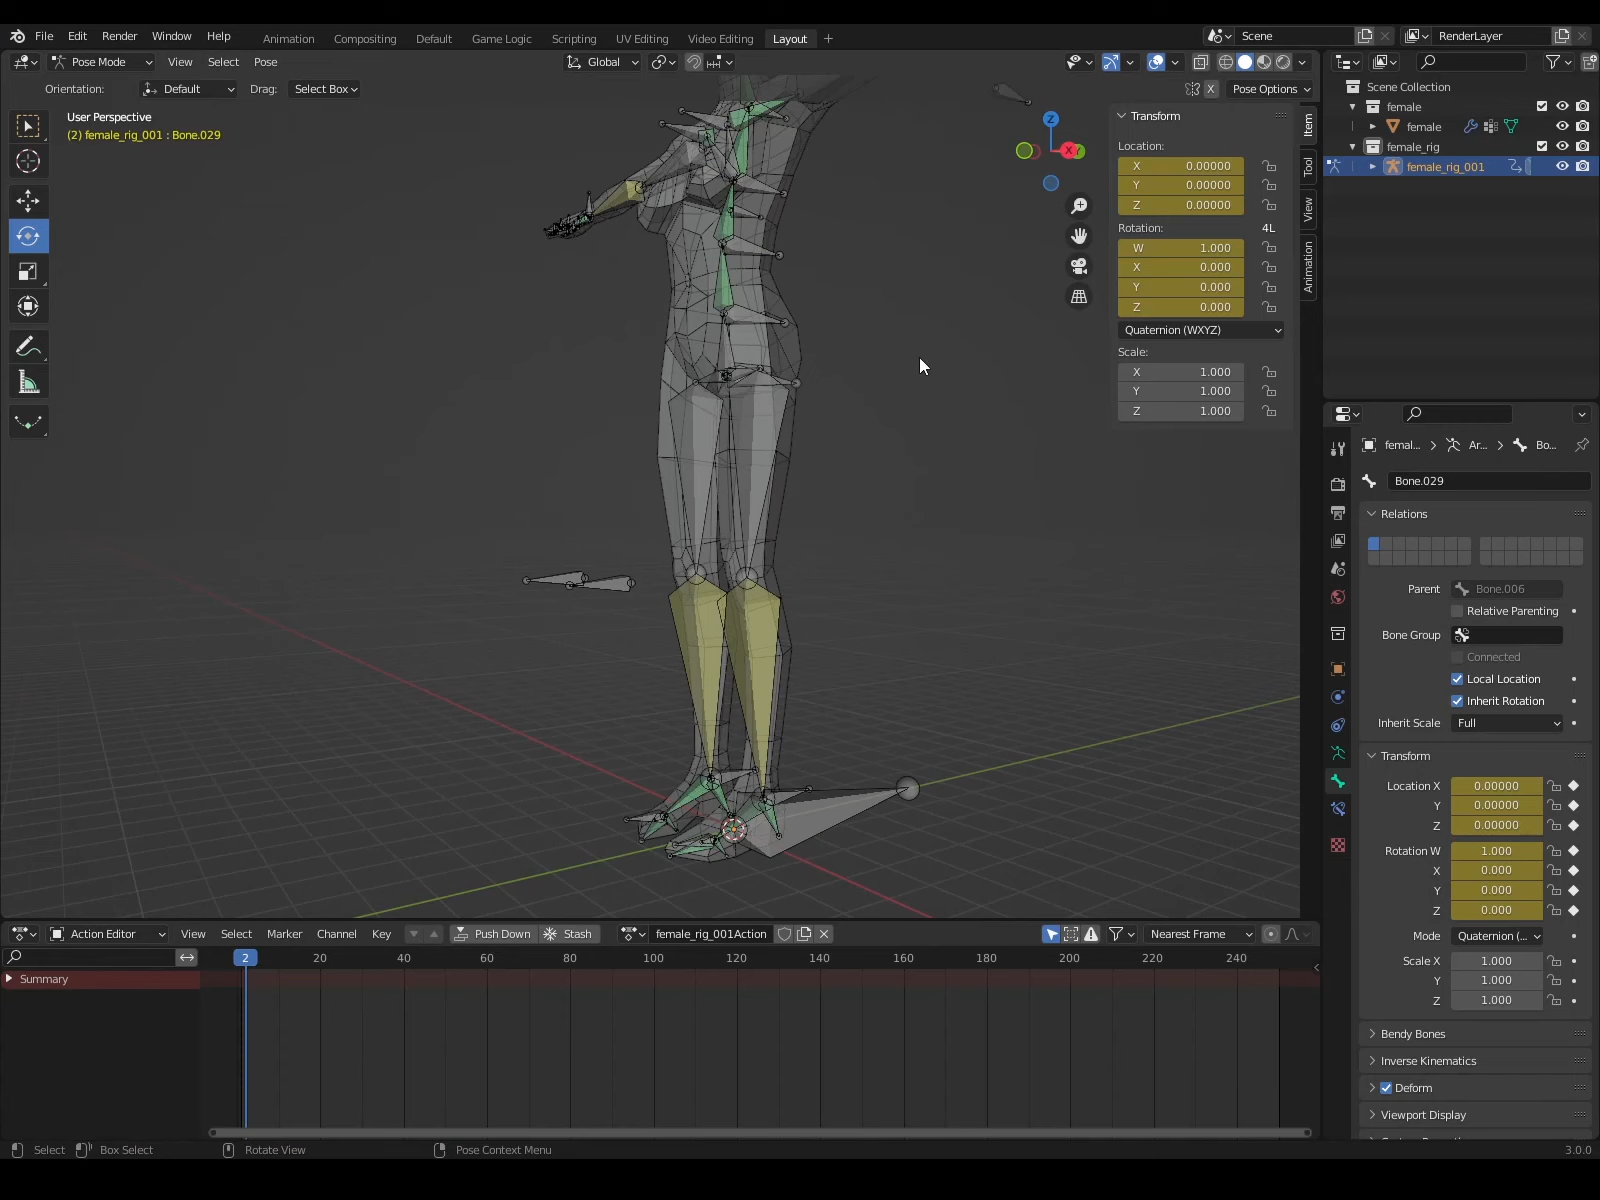 File Edit Render Window Help Animation Compositing Default Game Logic Scripting UV Editing Video Editing Layout + Scene RenderLayer
Pose Mode View Select Pose Global
Orientation: Default Drag: Select Box X Pose Options
User Perspective
(2) female_rig_001 : Bone.029
Z
X
Y
Transform
Location:
X 0.00000
Y 0.00000
Z 0.00000
Rotation: 4L
W 1.000
X 0.000
Y 0.000
Z 0.000
Quaternion (WXYZ)
Scale:
X 1.000
Y 1.000
Z 1.000
Item
Tool
View
Animation
Scene Collection
female
female
female_rig
female_rig_001
femal... Ar... Bo...
Bone.029
Relations
Parent Bone.006
Relative Parenting
Bone Group
Connected
Local Location
Inherit Rotation
Inherit Scale Full
Transform
Location X 0.00000
Y 0.00000
Z 0.00000
Rotation W 1.000
X 0.000
Y 0.000
Z 0.000
Mode Quaternion (...
Scale X 1.000
Y 1.000
Z 1.000
Bendy Bones
Inverse Kinematics
Deform
Viewport Display
Action Editor View Select Marker Channel Key Push Down Stash female_rig_001Action Nearest Frame
2 20 40 60 80 100 120 140 160 180 200 220 240
Summary
Select Box Select Rotate View Pose Context Menu 3.0.0